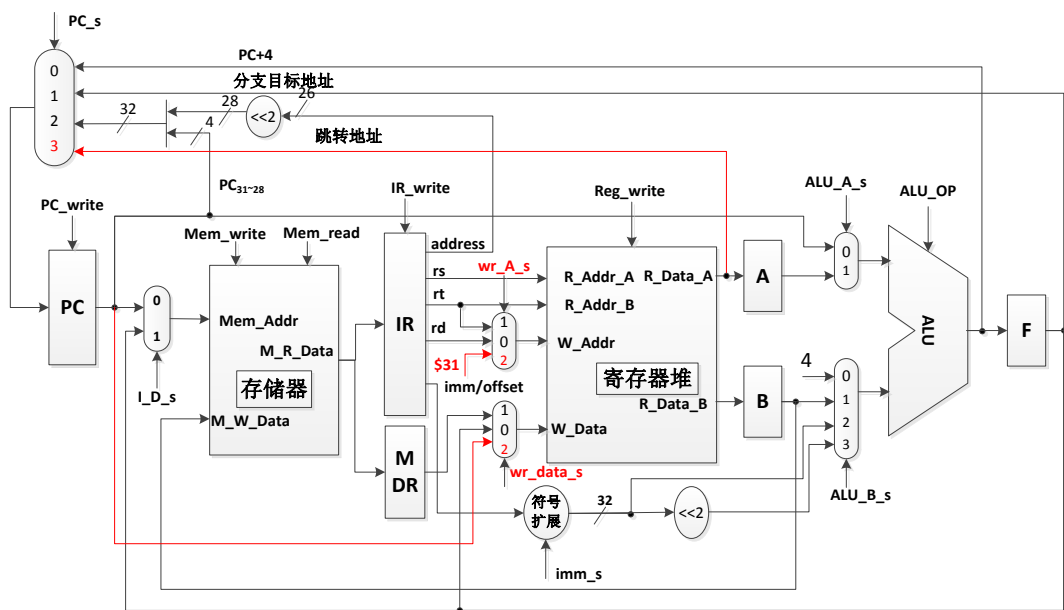 PC_s
0
1
2
3
PC+4
分支目标地址
32
28
<<2
26
4
跳转地址
PC31~28
PC_write
PC
0
1
I_D_s
Mem_write
Mem_read
Mem_Addr
M_R_Data
存储器
M_W_Data
IR_write
IR
address
rs
rt
rd
imm/offset
wr_A_s
1
0
2
$31
M
DR
1
0
2
wr_data_s
Reg_write
R_Addr_A
R_Data_A
R_Addr_B
W_Addr
寄存器堆
R_Data_B
W_Data
符号
扩展
32
<<2
imm_s
A
B
ALU_A_s
0
1
4
0
1
2
3
ALU_B_s
ALU_OP
ALU
F